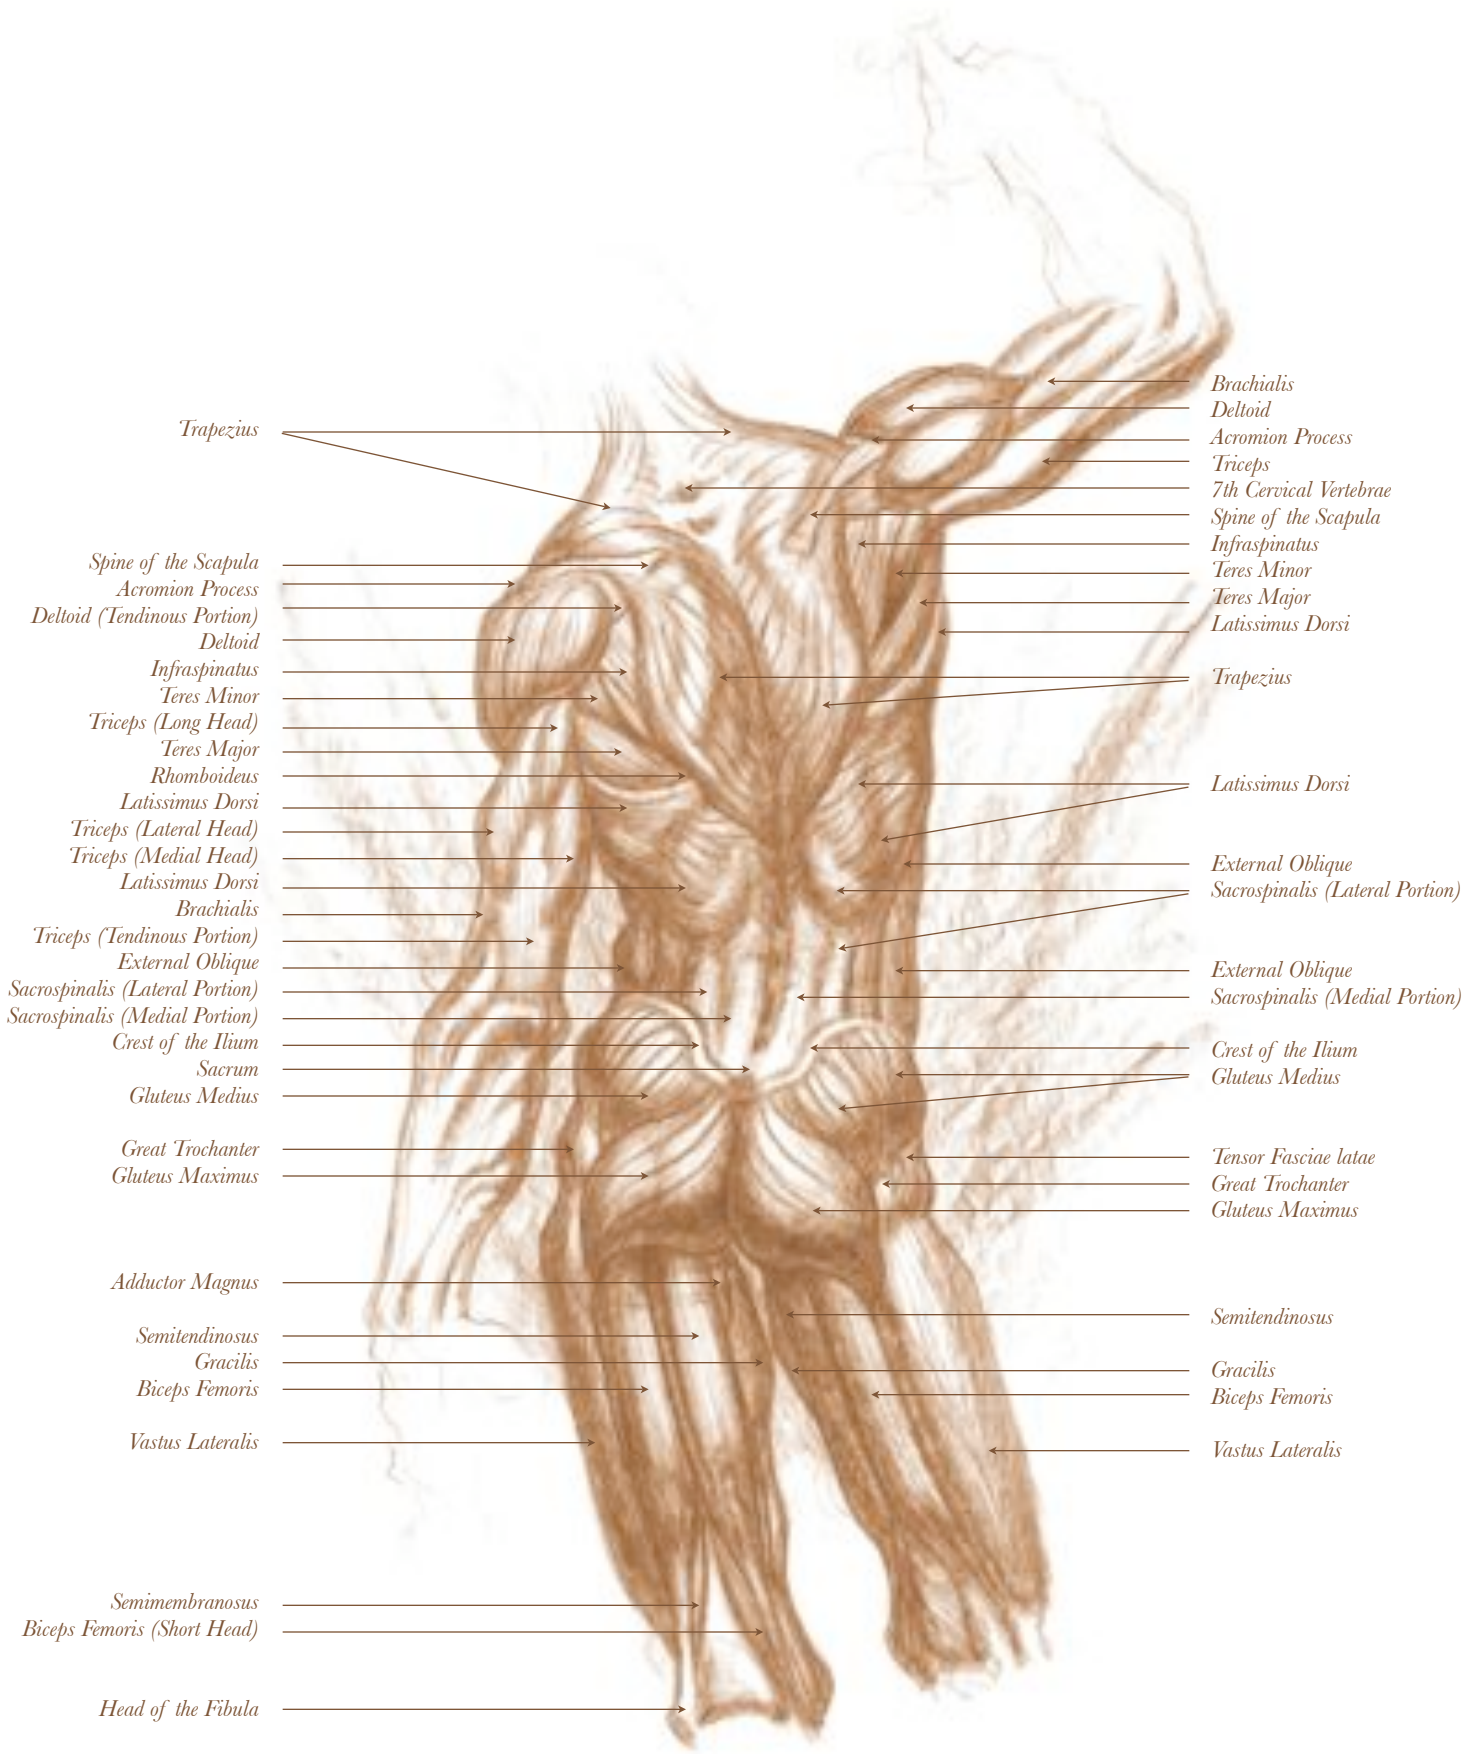 Trapezius
Spine of the Scapula
Acromion Process
Deltoid (Tendinous Portion)
Deltoid
Infraspinatus
Teres Minor
Triceps (Long Head)
Teres Major
Rhomboideus
Latissimus Dorsi
Triceps (Lateral Head)
Triceps (Medial Head)
Latissimus Dorsi
Brachialis
Triceps (Tendinous Portion)
External Oblique
Sacrospinalis (Lateral Portion)
Sacrospinalis (Medial Portion)
Crest of the Ilium
Sacrum
Gluteus Medius
Great Trochanter
Gluteus Maximus
Adductor Magnus
Semitendinosus
Gracilis
Biceps Femoris
Vastus Lateralis
Semimembranosus
Biceps Femoris (Short Head)
Head of the Fibula
Brachialis
Deltoid
Acromion Process
Triceps
7th Cervical Vertebrae
Spine of the Scapula
Infraspinatus
Teres Minor
Teres Major
Latissimus Dorsi
Trapezius
Latissimus Dorsi
External Oblique
Sacrospinalis (Lateral Portion)
External Oblique
Sacrospinalis (Medial Portion)
Crest of the Ilium
Gluteus Medius
Tensor Fasciae latae
Great Trochanter
Gluteus Maximus
Semitendinosus
Gracilis
Biceps Femoris
Vastus Lateralis